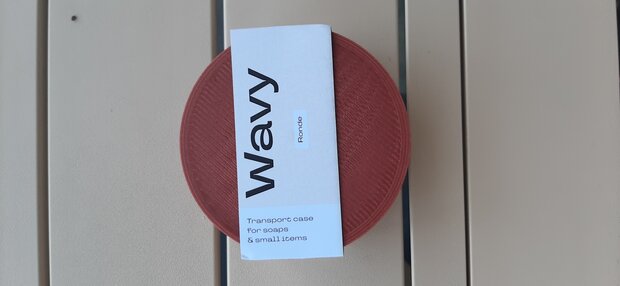 Wavy
Ronde
Transport case
for soaps
& small items